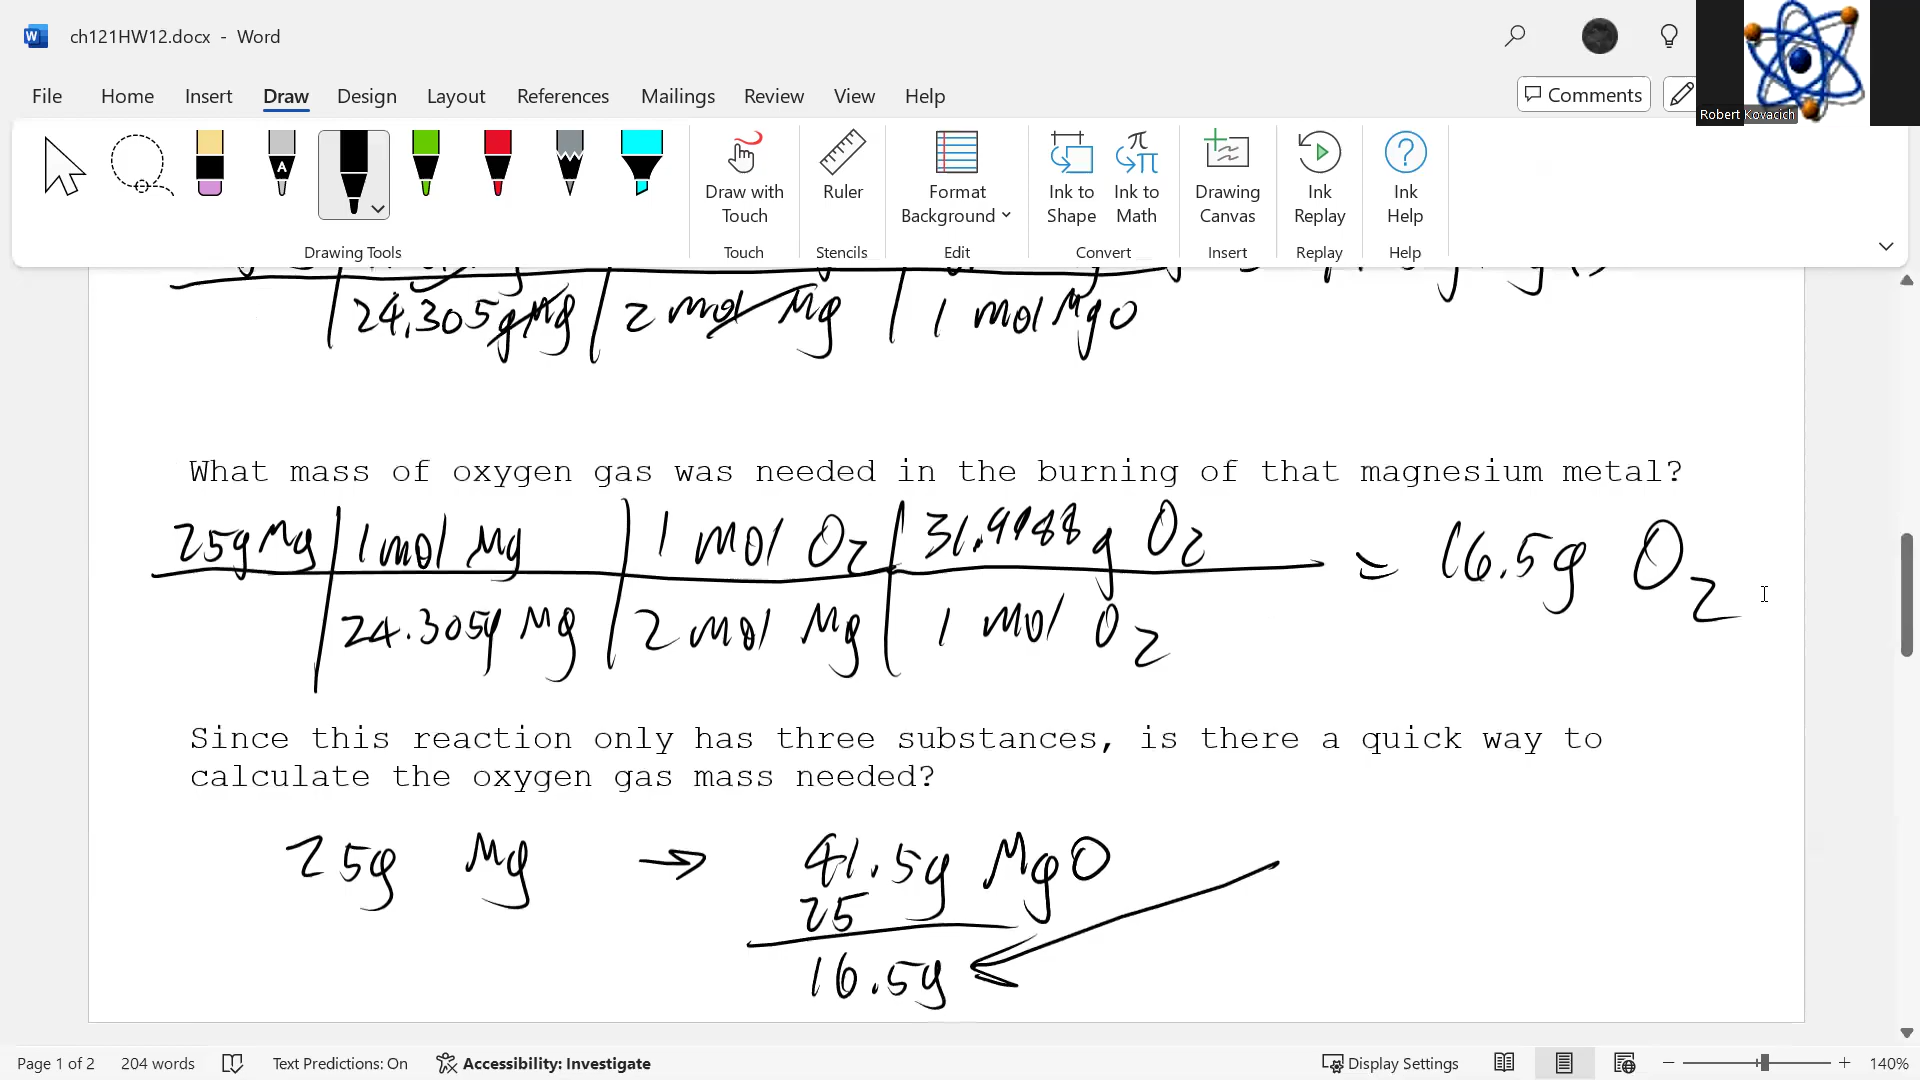 ch121HW12.docx - Word
Robert Kovacich
File Home Insert Draw Design Layout References Mailings Review View Help Comments
Draw with Touch
Ruler
Format Background
Ink to Shape
Ink to Math
Drawing Canvas
Ink Replay
Ink Help
Drawing Tools Touch Stencils Edit Convert Insert Replay Help
24.305g Mg 2 mol Mg 1 mol MgO
What mass of oxygen gas was needed in the burning of that magnesium metal?
25g Mg 1 mol Mg 1 mol O2 31.9988g O2 = 16.5g O2
24.305g Mg 2 mol Mg 1 mol O2
Since this reaction only has three substances, is there a quick way to
calculate the oxygen gas mass needed?
25g Mg → 41.5g MgO
25
16.5g
Page 1 of 2 204 words Text Predictions: On Accessibility: Investigate Display Settings 140%